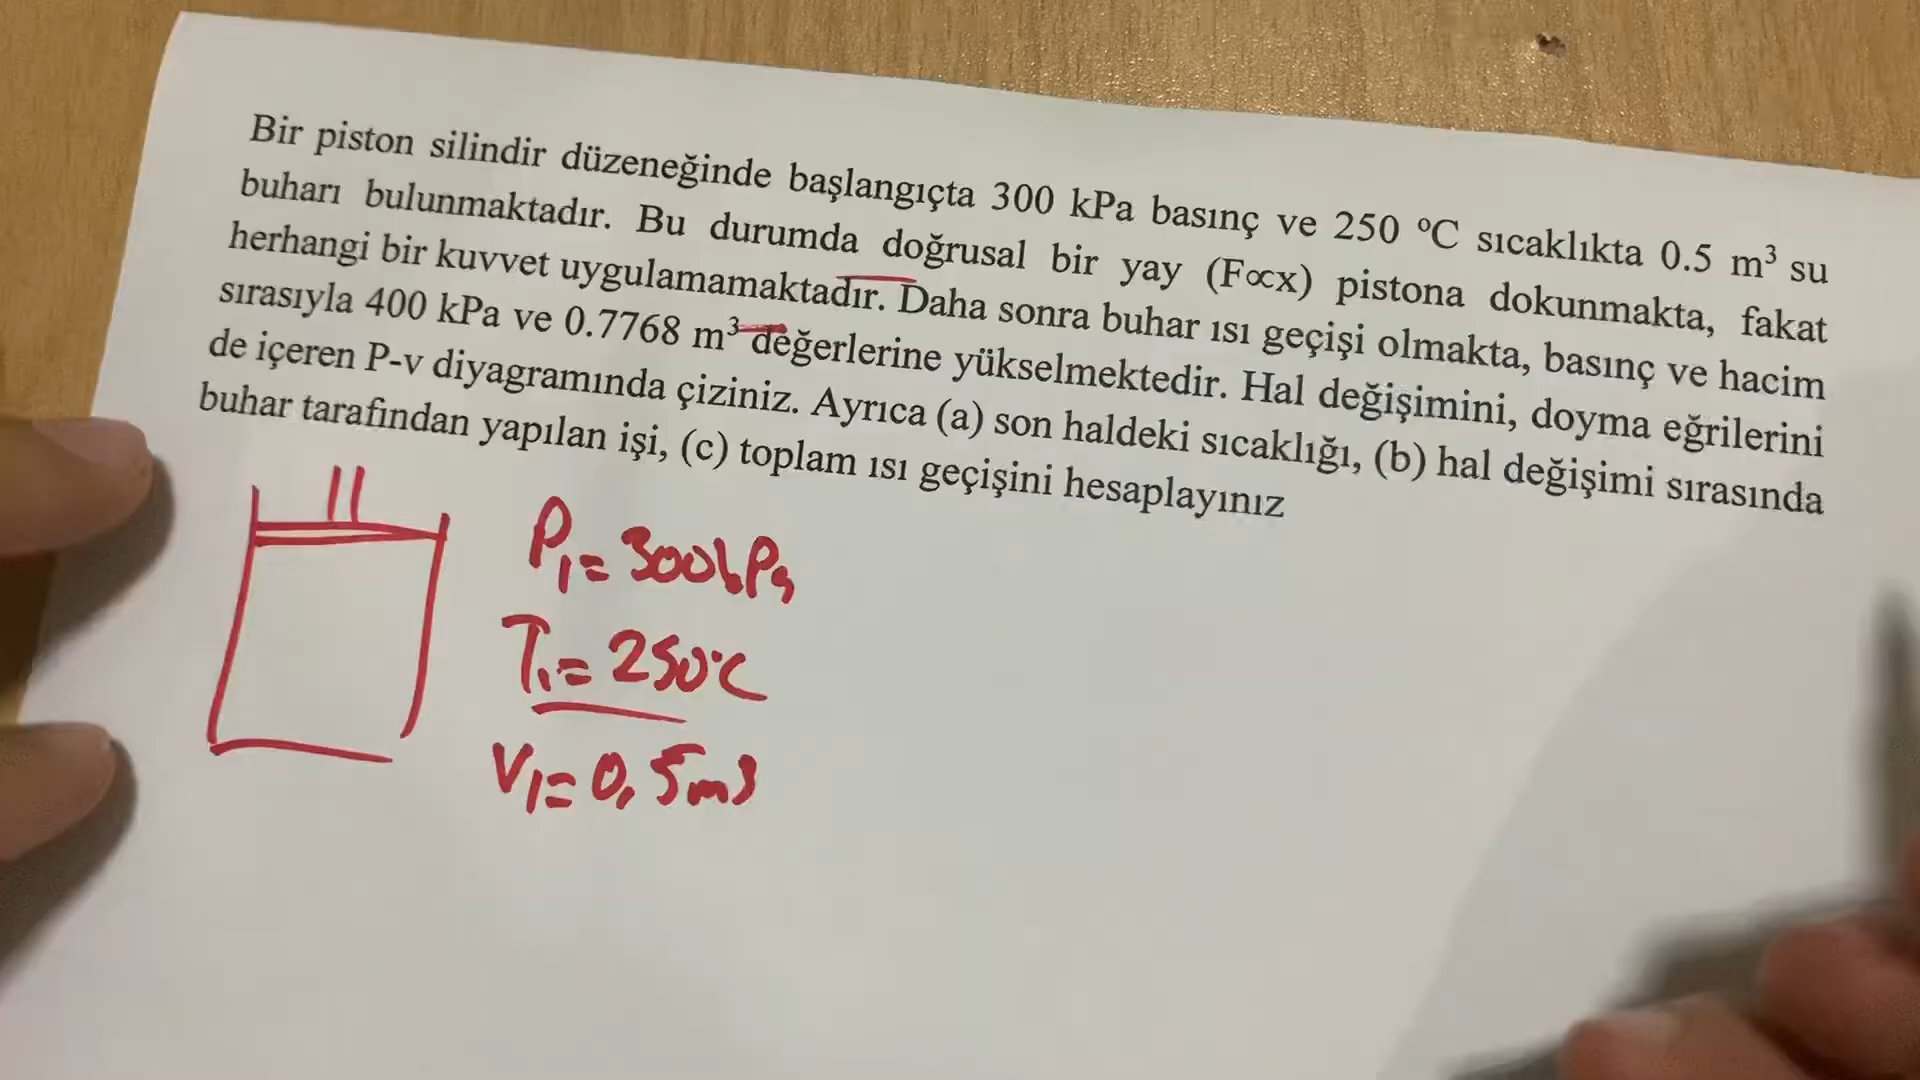 Bir piston silindir düzeneğinde başlangıçta 300 kPa basınç ve 250 ºC sıcaklıkta 0.5 m³ su
buharı bulunmaktadır. Bu durumda doğrusal bir yay (F∝x) pistona dokunmakta, fakat
herhangi bir kuvvet uygulamamaktadır. Daha sonra buhar ısı geçişi olmakta, basınç ve hacim
sırasıyla 400 kPa ve 0.7768 m³ değerlerine yükselmektedir. Hal değişimini, doyma eğrilerini
de içeren P-v diyagramında çiziniz. Ayrıca (a) son haldeki sıcaklığı, (b) hal değişimi sırasında
buhar tarafından yapılan işi, (c) toplam ısı geçişini hesaplayınız
P₁= 300kPa
T₁= 250°C
V₁= 0,5m3